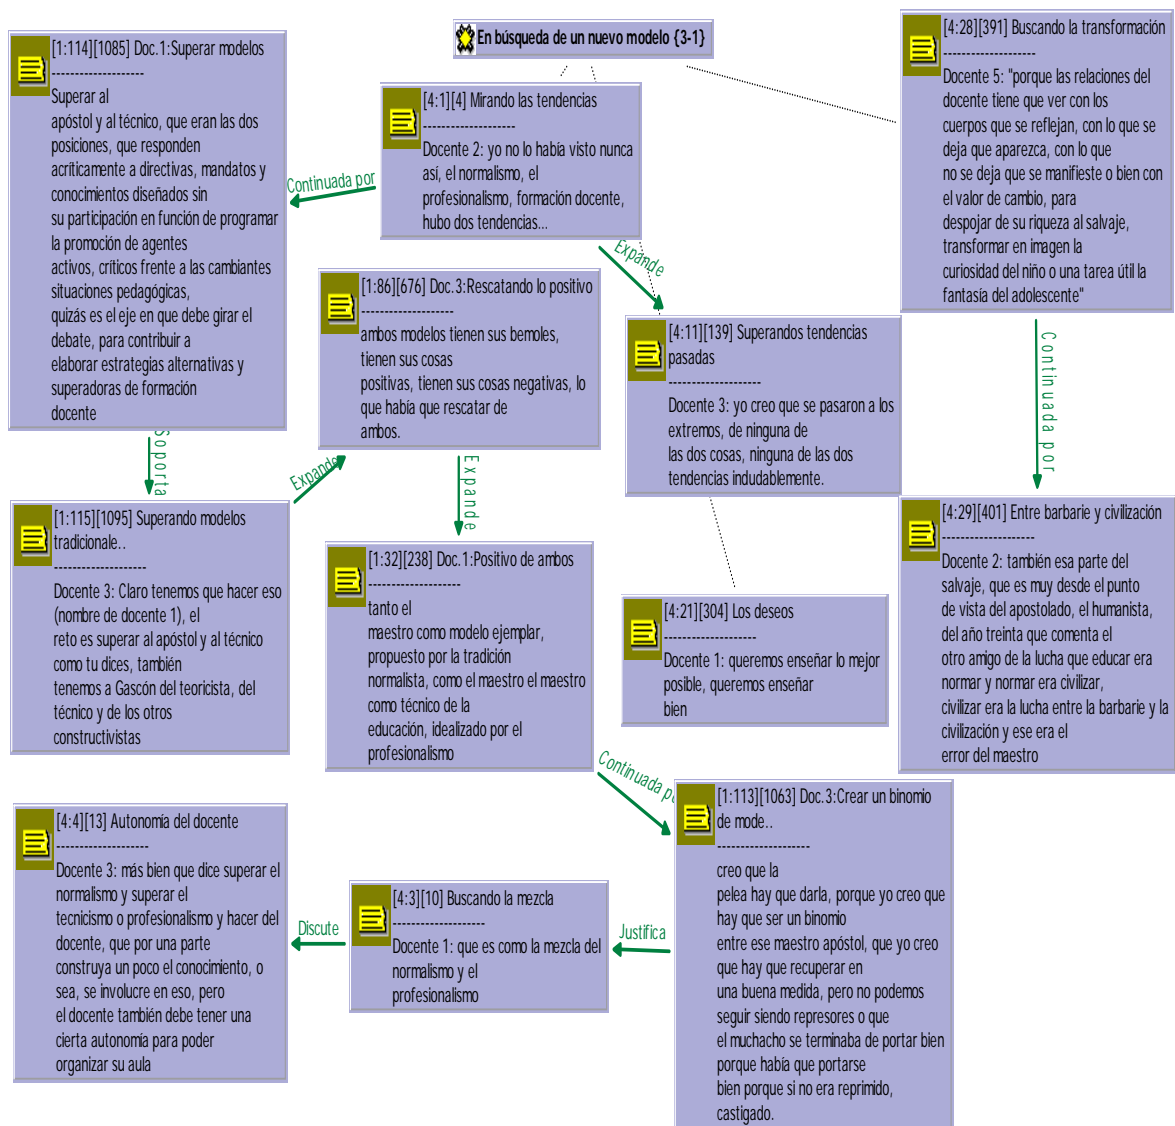 En búsqueda de un nuevo modelo {3-1}
[1:114][1085] Doc.1:Superar modelos
--------------------
Superar al
apóstol y al técnico, que eran las dos
posiciones, que responden
acríticamente a directivas, mandatos y
conocimientos diseñados sin
su participación en función de programar
la promoción de agentes
activos, críticos frente a las cambiantes
situaciones pedagógicas,
quizás es el eje en que debe girar el
debate, para contribuir a
elaborar estrategias alternativas y
superadoras de formación
docente
Continuada por
[4:1][4] Mirando las tendencias
--------------------
Docente 2: yo no lo había visto nunca
así, el normalismo, el
profesionalismo, formación docente,
hubo dos tendencias...
[4:28][391] Buscando la transformación
--------------------
Docente 5: "porque las relaciones del
docente tiene que ver con los
cuerpos que se reflejan, con lo que se
deja que aparezca, con lo que
no se deja que se manifieste o bien con
el valor de cambio, para
despojar de su riqueza al salvaje,
transformar en imagen la
curiosidad del niño o una tarea útil la
fantasía del adolescente"
Expande
[1:86][676] Doc.3:Rescatando lo positivo
--------------------
ambos modelos tienen sus bemoles,
tienen sus cosas
positivas, tienen sus cosas negativas, lo
que había que rescatar de
ambos.
[4:11][139] Superandos tendencias
pasadas
--------------------
Docente 3: yo creo que se pasaron a los
extremos, de ninguna de
las dos cosas, ninguna de las dos
tendencias indudablemente.
Continuada por
Soporta
Expande
Expande
[1:115][1095] Superando modelos
tradicionale..
--------------------
Docente 3: Claro tenemos que hacer eso
(nombre de docente 1), el
reto es superar al apóstol y al técnico
como tu dices, también
tenemos a Gascón del teoricista, del
técnico y de los otros
constructivistas
[1:32][238] Doc.1:Positivo de ambos
--------------------
tanto el
maestro como modelo ejemplar,
propuesto por la tradición
normalista, como el maestro el maestro
como técnico de la
educación, idealizado por el
profesionalismo
[4:21][304] Los deseos
--------------------
Docente 1: queremos enseñar lo mejor
posible, queremos enseñar
bien
[4:29][401] Entre barbarie y civilización
--------------------
Docente 2: también esa parte del
salvaje, que es muy desde el punto
de vista del apostolado, el humanista,
del año treinta que comenta el
otro amigo de la lucha que educar era
normar y normar era civilizar,
civilizar era la lucha entre la barbarie y la
civilización y ese era el
error del maestro
Continuada po
[4:4][13] Autonomía del docente
--------------------
Docente 3: más bien que dice superar el
normalismo y superar el
tecnicismo o profesionalismo y hacer del
docente, que por una parte
construya un poco el conocimiento, o
sea, se involucre en eso, pero
el docente también debe tener una
cierta autonomía para poder
organizar su aula
Discute
[4:3][10] Buscando la mezcla
--------------------
Docente 1: que es como la mezcla del
normalismo y el
profesionalismo
Justifica
[1:113][1063] Doc.3:Crear un binomio
de mode..
--------------------
creo que la
pelea hay que darla, porque yo creo que
hay que ser un binomio
entre ese maestro apóstol, que yo creo
que hay que recuperar en
una buena medida, pero no podemos
seguir siendo represores o que
el muchacho se terminaba de portar bien
porque había que portarse
bien porque si no era reprimido,
castigado.